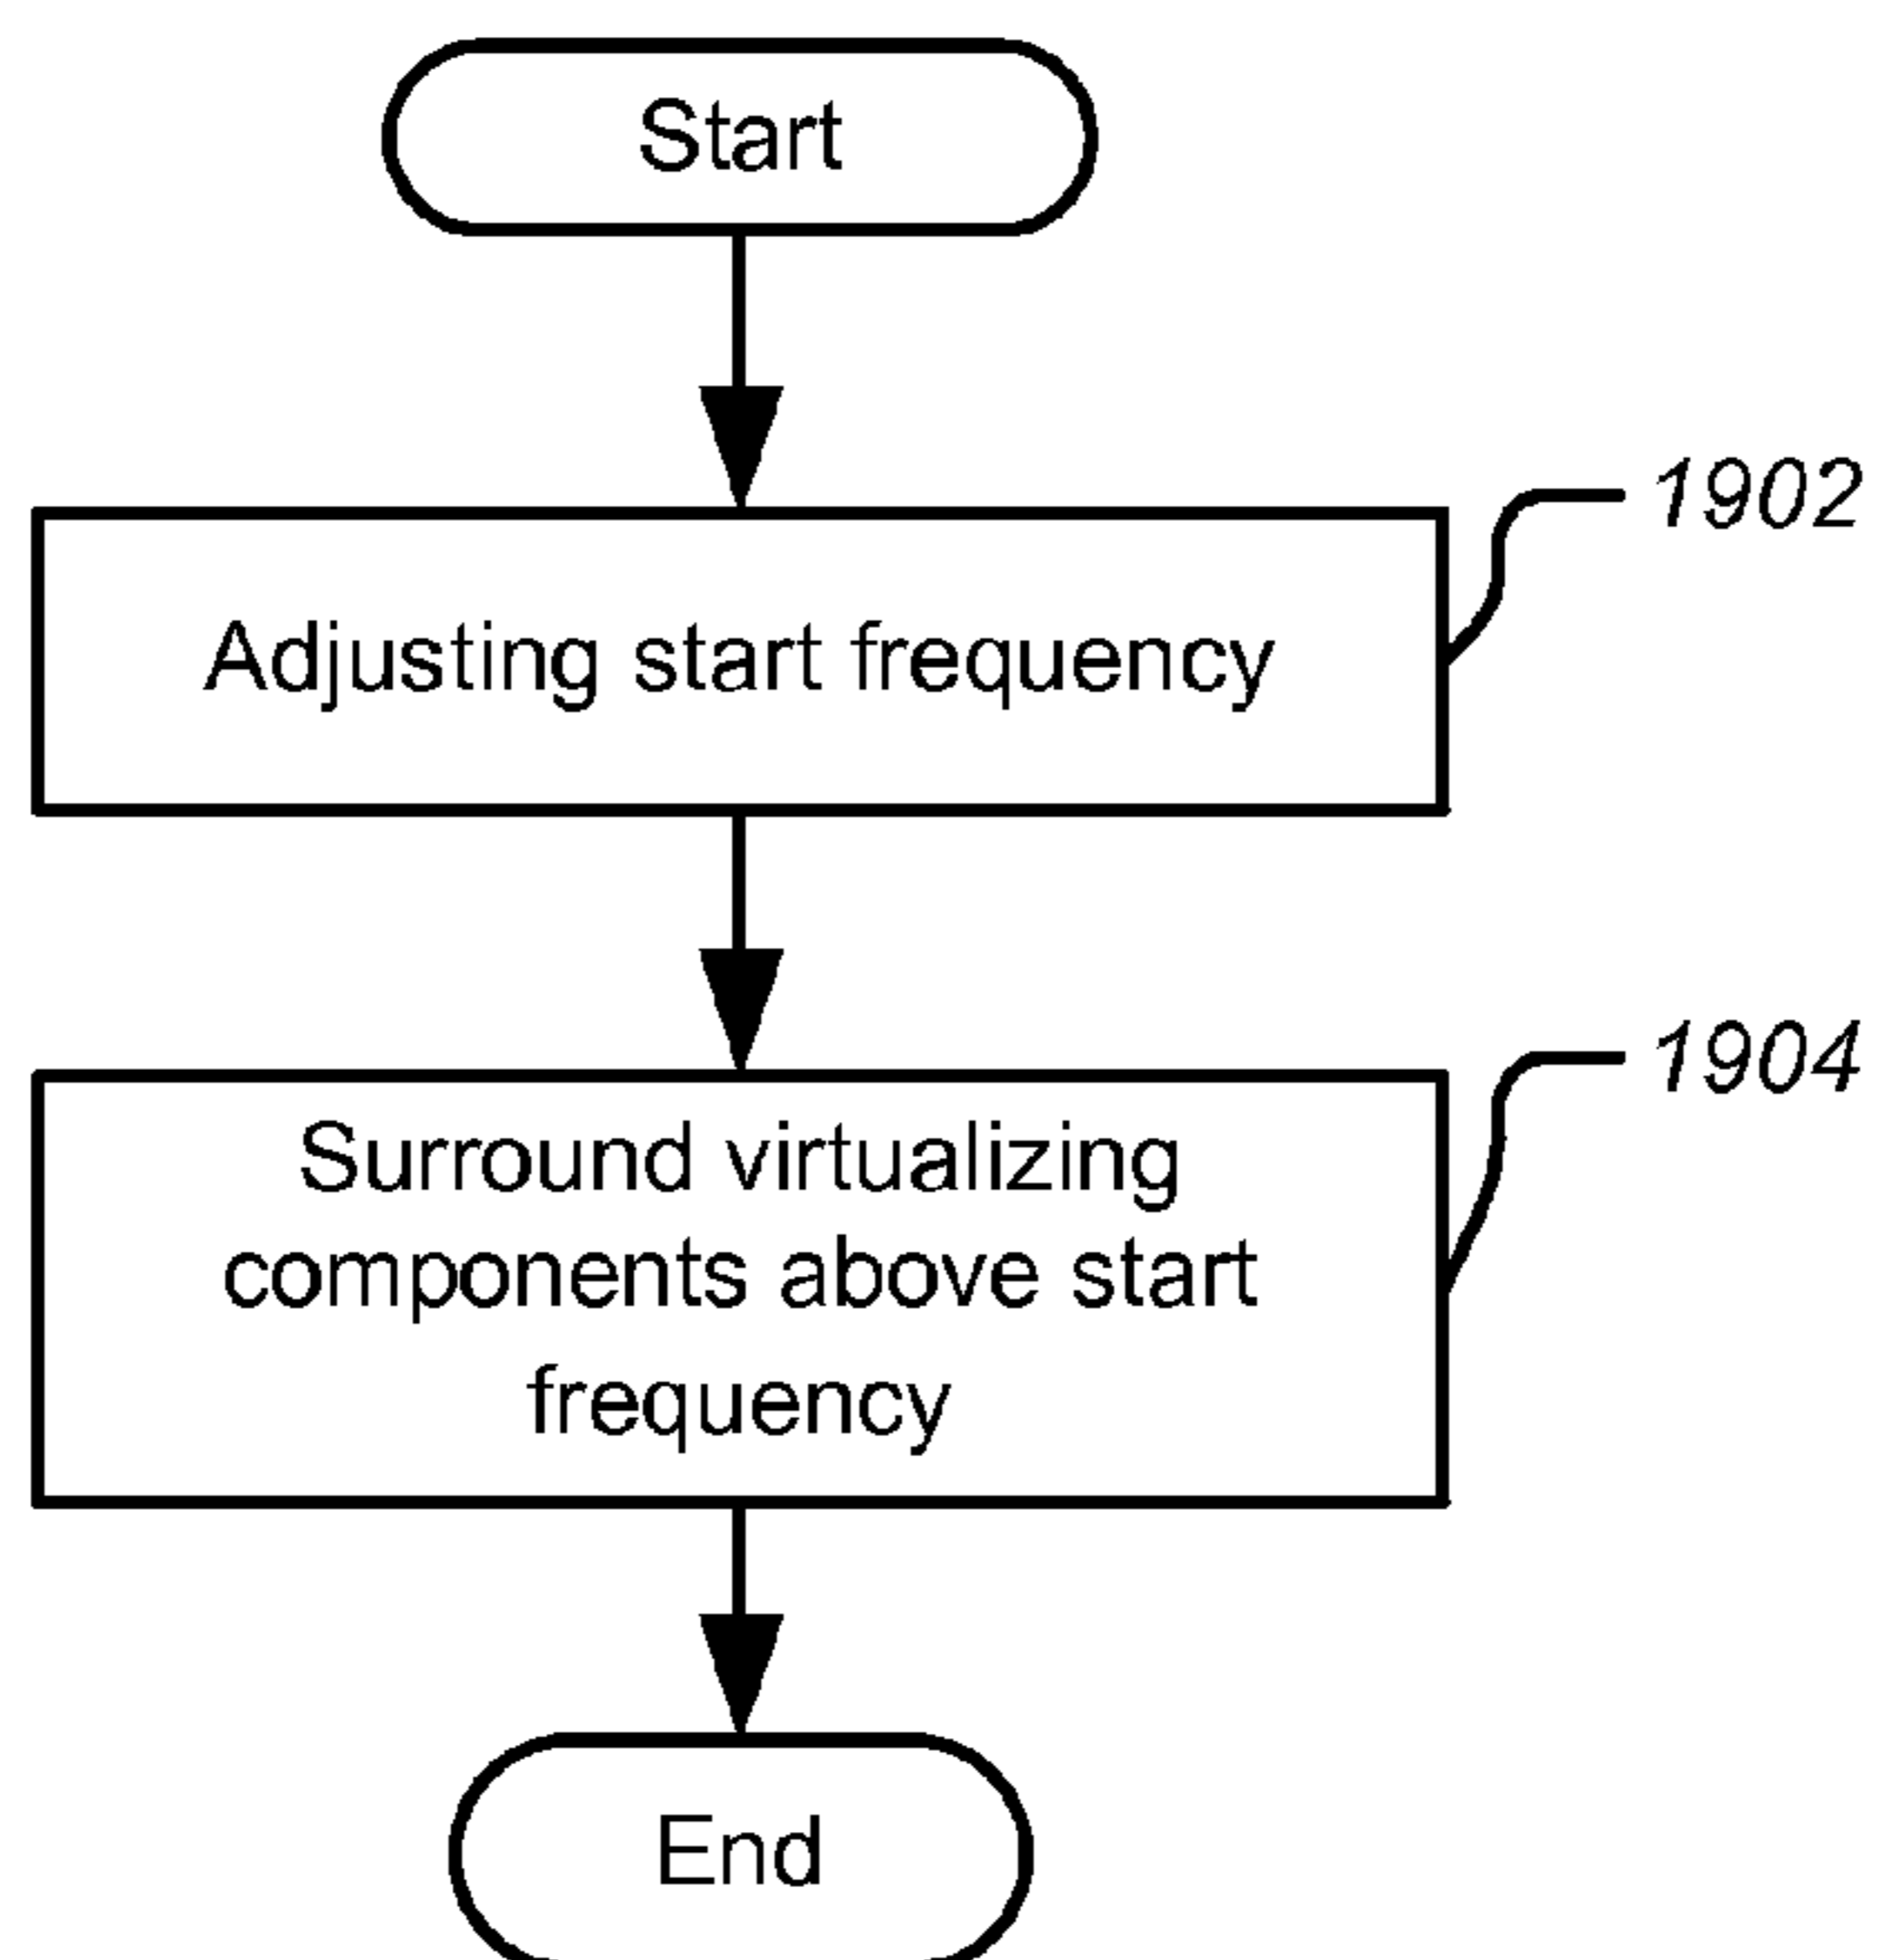 Start
1902
Adjusting start frequency
1904
Surround virtualizing
components above start
frequency
End